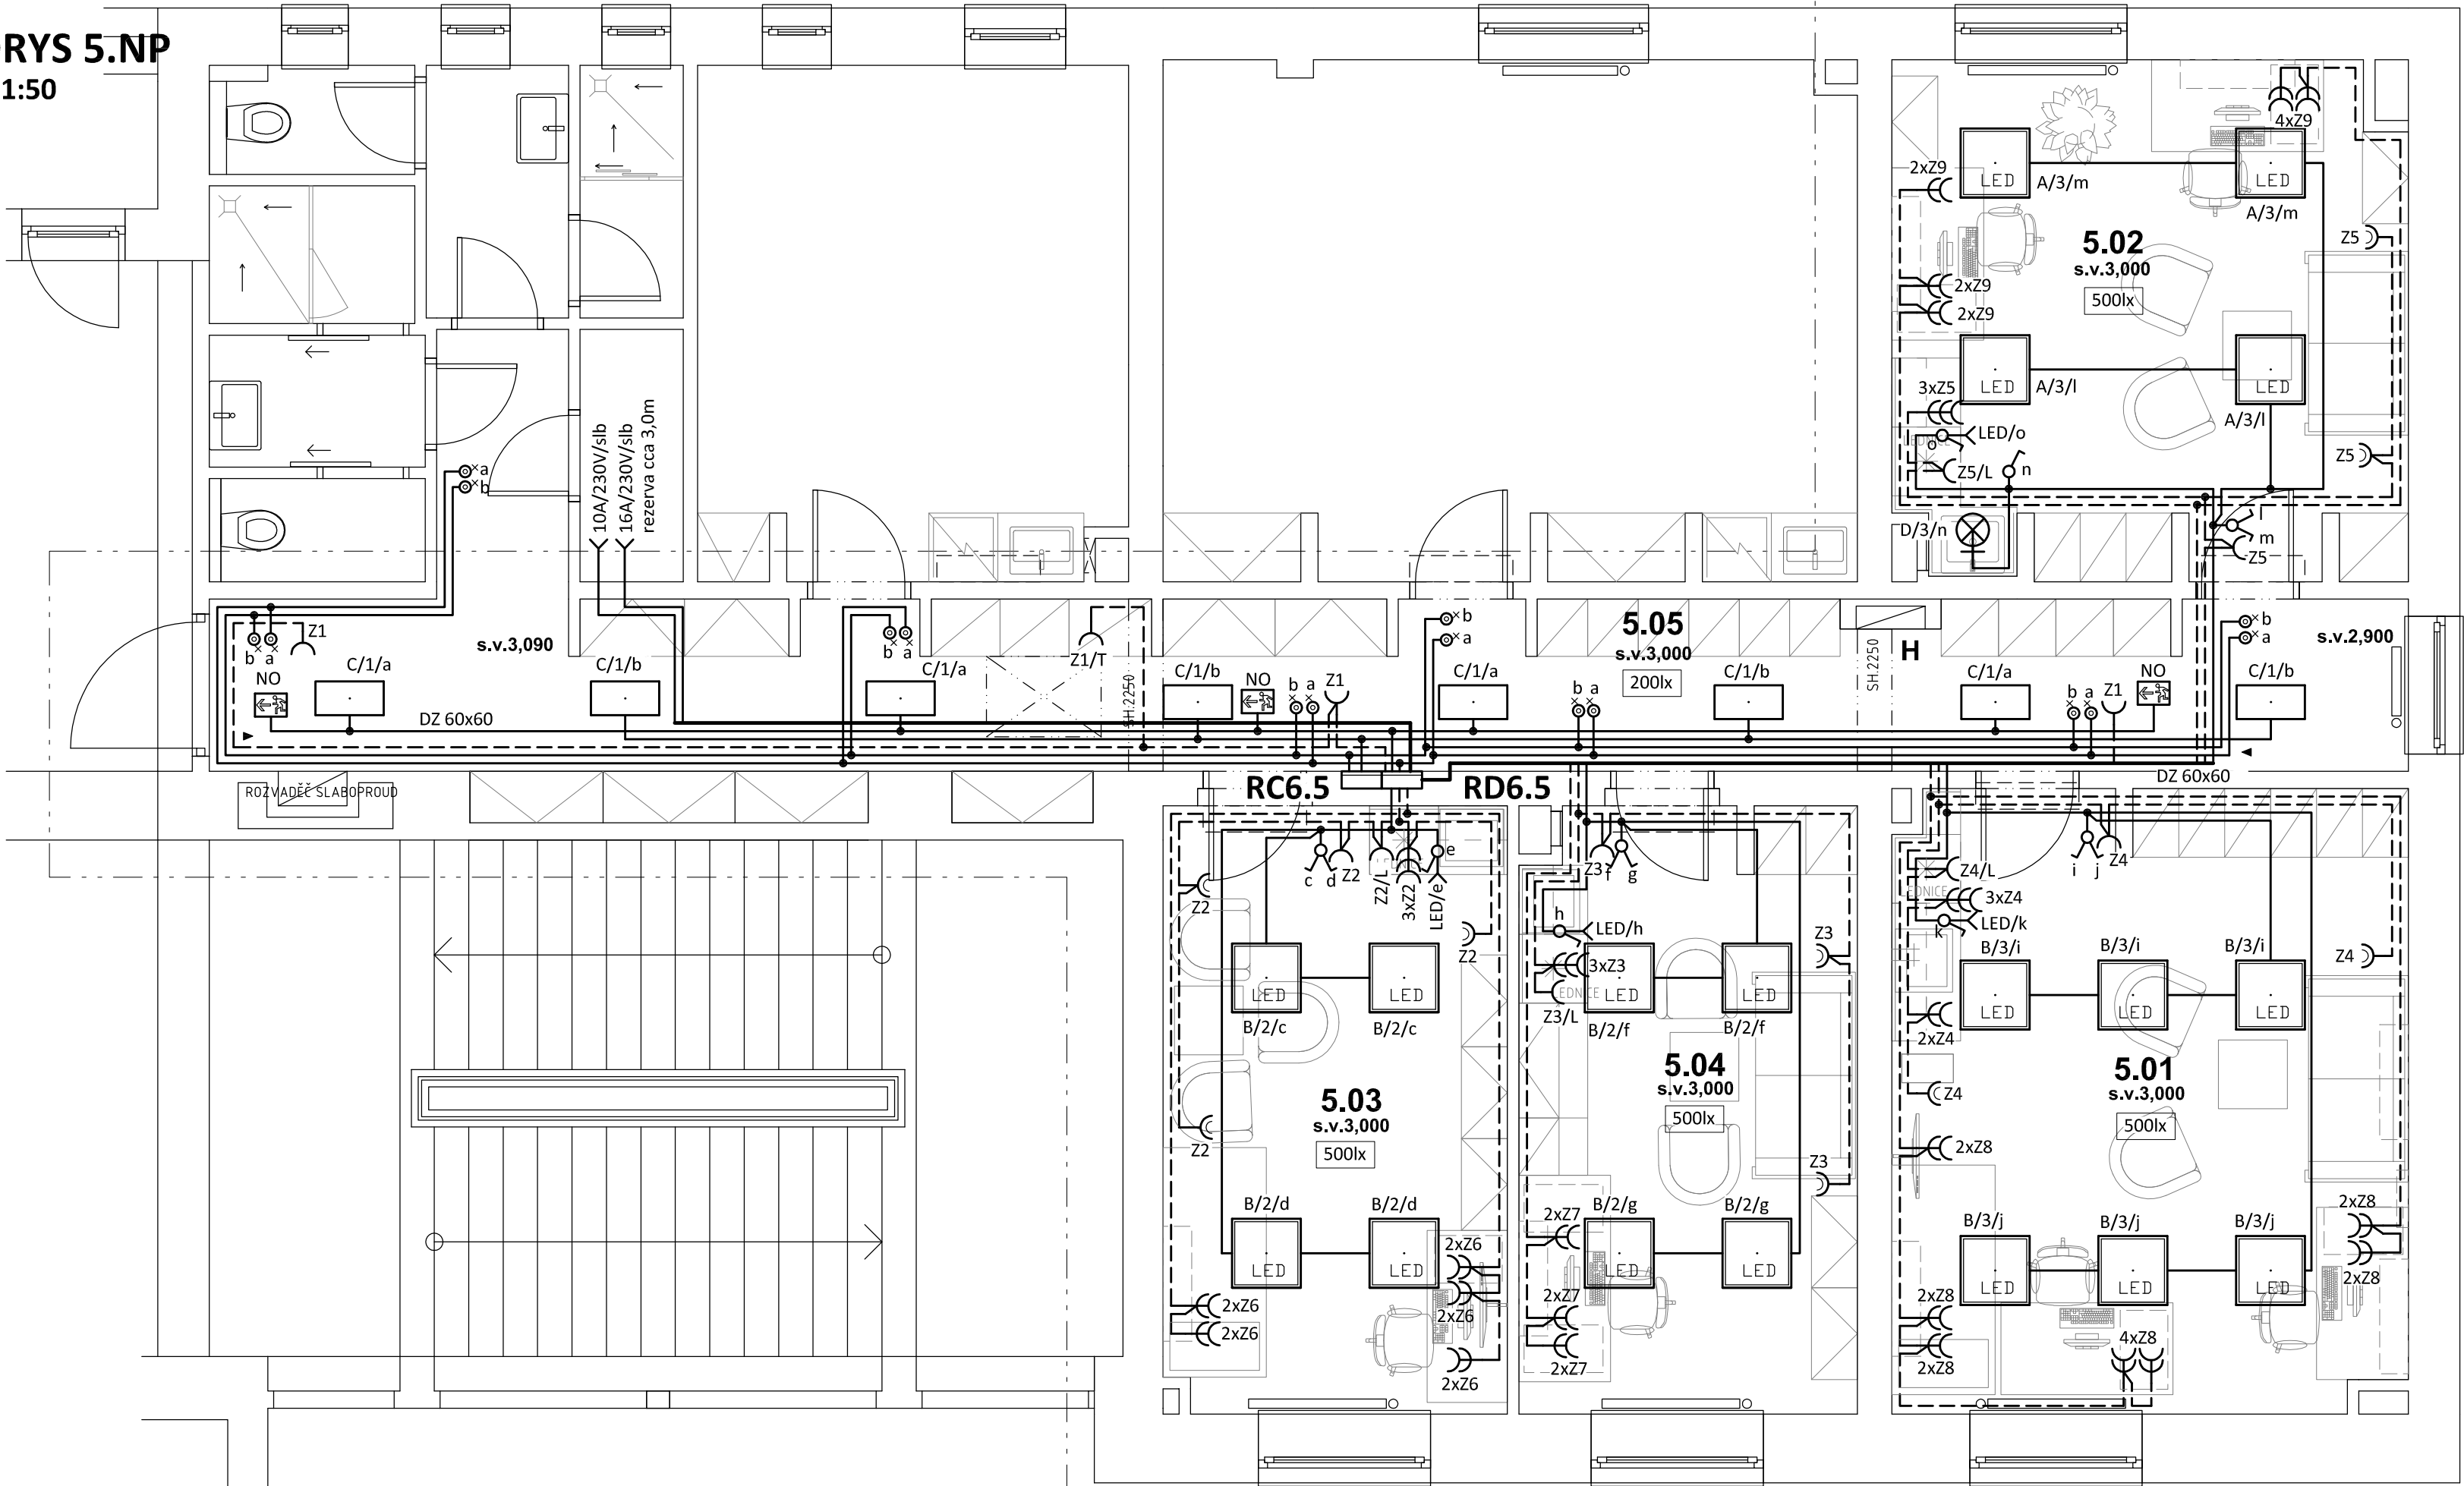 RYS 5.NP
1:50
4xZ9
2xZ9
LED
A/3/m
LED
A/3/m
5.02
s.v.3,000
500lx
Z5
2xZ9
2xZ9
LED
A/3/l
LED
A/3/l
3xZ5
LED/o
o
Z5/L
n
Z5
D/3/n
l
m
Z5
a
b
10A/230V/slb
16A/230V/slb
rezerva cca 3,0m
b
a
Z1
s.v.3,090
b
a
Z1/T
SH.2250
b
a
5.05
s.v.3,000
200lx
SH.2250
H
b
a
s.v.2,900
NO
C/1/a
C/1/b
C/1/a
C/1/b
NO
b
a
Z1
C/1/a
b
a
C/1/b
C/1/a
b
a
Z1
NO
C/1/b
DZ 60x60
DZ 60x60
ROZVADĚČ SLABOPROUD
RC6.5
RD6.5
c
d
Z2
Z2/L
3xZ2
LED/e
e
Z2
Z2
LED
B/2/c
LED
B/2/c
5.03
s.v.3,000
500lx
Z2
B/2/d
LED
B/2/d
LED
2xZ6
2xZ6
2xZ6
2xZ6
2xZ6
Z3
f
g
h
LED/h
3xZ3
EDNICE
Z3/L
Z3
LED
B/2/f
LED
B/2/f
5.04
s.v.3,000
500lx
Z3
B/2/g
LED
B/2/g
LED
2xZ7
2xZ7
2xZ7
i
j
Z4
Z4/L
EDNICE
3xZ4
LED/k
k
B/3/i
LED
B/3/i
LED
B/3/i
LED
Z4
2xZ4
Z4
5.01
s.v.3,000
500lx
2xZ8
B/3/j
LED
B/3/j
LED
B/3/j
LED
2xZ8
2xZ8
2xZ8
2xZ8
4xZ8